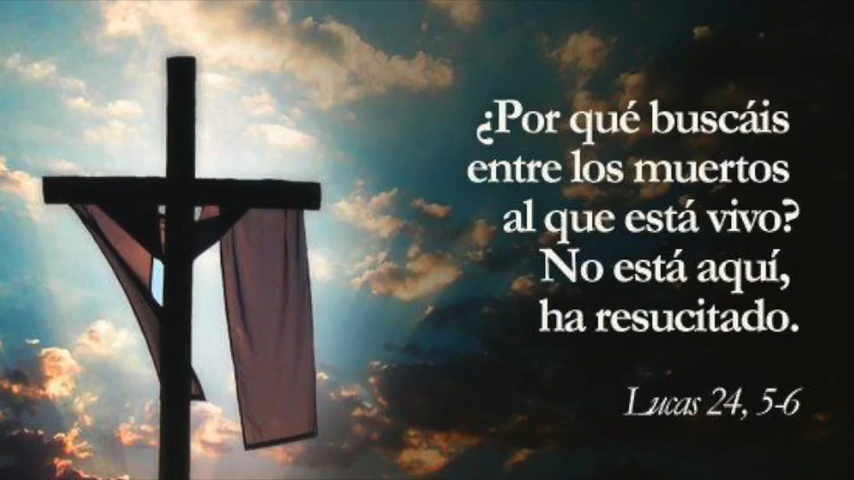 ¿Por qué buscáis
entre los muertos
al que está vivo?
No está aquí,
ha resucitado.
Lucas 24, 5-6